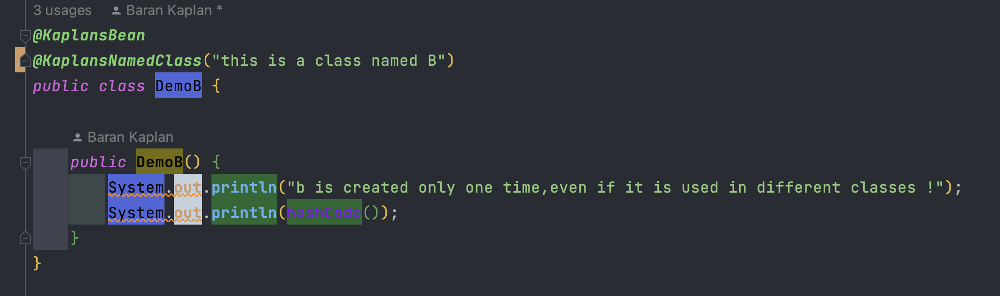 3 usages Baran Kaplan *
@KaplansBean
@KaplansNamedClass("this is a class named B")
public class DemoB {
Baran Kaplan
public DemoB() {
System.out.println("b is created only one time,even if it is used in different classes !");
System.out.println(hashCode());
}
}